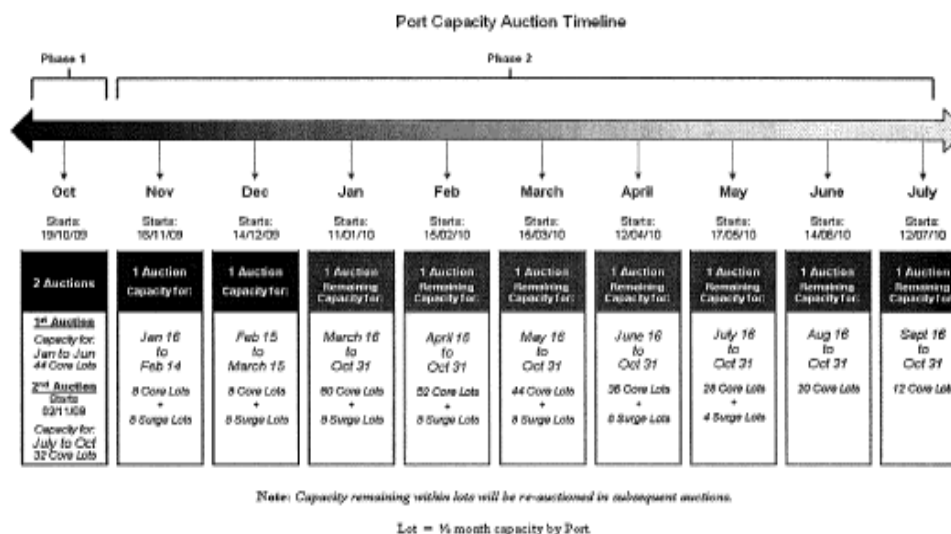 Port Capacity Auction Timeline
Phase 1
Phase 2
Oct
Starts:
19/10/09
2 Auctions
1st Auction
Capacity for:
Jan to Jun
44 Core Lots
2nd Auction
Starts
02/11/09
Capacity for:
July to Oct
32 Core Lots
Nov
Starts:
16/11/09
1 Auction
Capacity for:
Jan 16
to
Feb 14
8 Core Lots
+
8 Surge Lots
Dec
Starts:
14/12/09
1 Auction
Capacity for:
Feb 15
to
March 15
8 Core Lots
+
8 Surge Lots
Jan
Starts:
11/01/10
1 Auction
Remaining
Capacity for:
March 16
to
Oct 31
60 Core Lots
+
8 Surge Lots
Feb
Starts:
15/02/10
1 Auction
Remaining
Capacity for:
April 16
to
Oct 31
52 Core Lots
+
8 Surge Lots
March
Starts:
15/03/10
1 Auction
Remaining
Capacity for:
May 16
to
Oct 31
44 Core Lots
+
8 Surge Lots
April
Starts:
12/04/10
1 Auction
Remaining
Capacity for:
June 16
to
Oct 31
36 Core Lots
+
8 Surge Lots
May
Starts:
17/05/10
1 Auction
Remaining
Capacity for:
July 16
to
Oct 31
28 Core Lots
+
4 Surge Lots
June
Starts:
14/06/10
1 Auction
Remaining
Capacity for:
Aug 16
to
Oct 31
20 Core Lots
July
Starts:
12/07/10
1 Auction
Remaining
Capacity for:
Sept 16
to
Oct 31
12 Core Lots
Note: Capacity remaining within lots will be re-auctioned in subsequent auctions.
Lot = ½ month capacity by Port